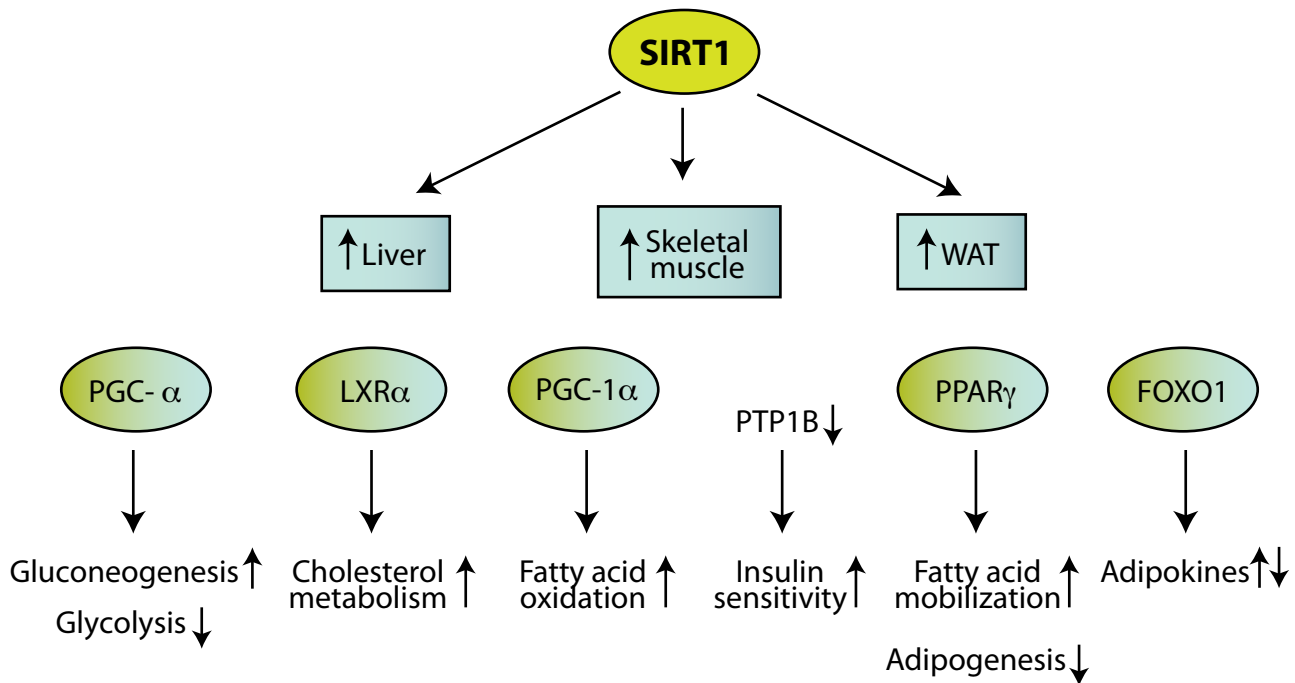 SIRT1
Liver
Skeletal
muscle
WAT
PGC- α
LXRα
PGC-1α
PTP1B
PPARγ
FOXO1
Gluconeogenesis
Glycolysis
Cholesterol
metabolism
Fatty acid
oxidation
Insulin
sensitivity
Fatty acid
mobilization
Adipogenesis
Adipokines